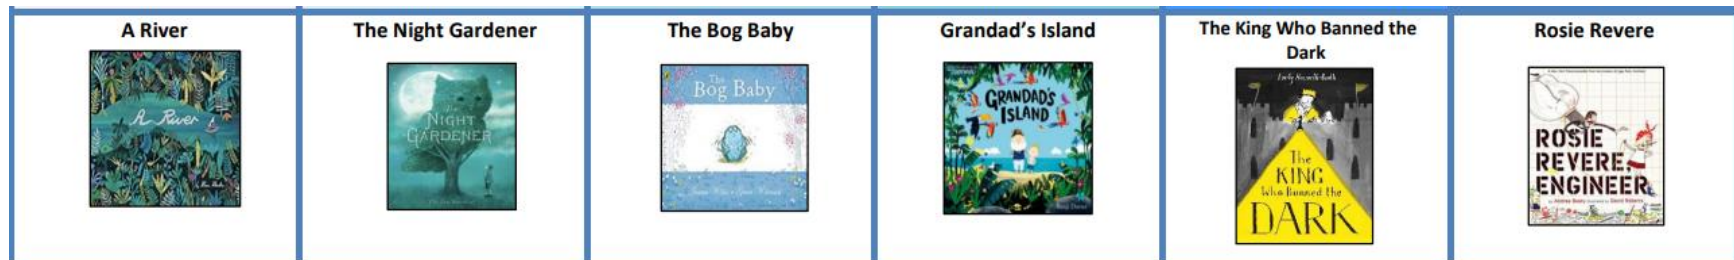 A River
A River
The Night Gardener
The
NIGHT
GARDENER
The Bog Baby
The
Bog Baby
Grandad's Island
GRANDAD'S
ISLAND
The King Who Banned the
Dark
The
KING
Who Banned the
DARK
Rosie Revere
ROSIE
REVERE,
ENGINEER